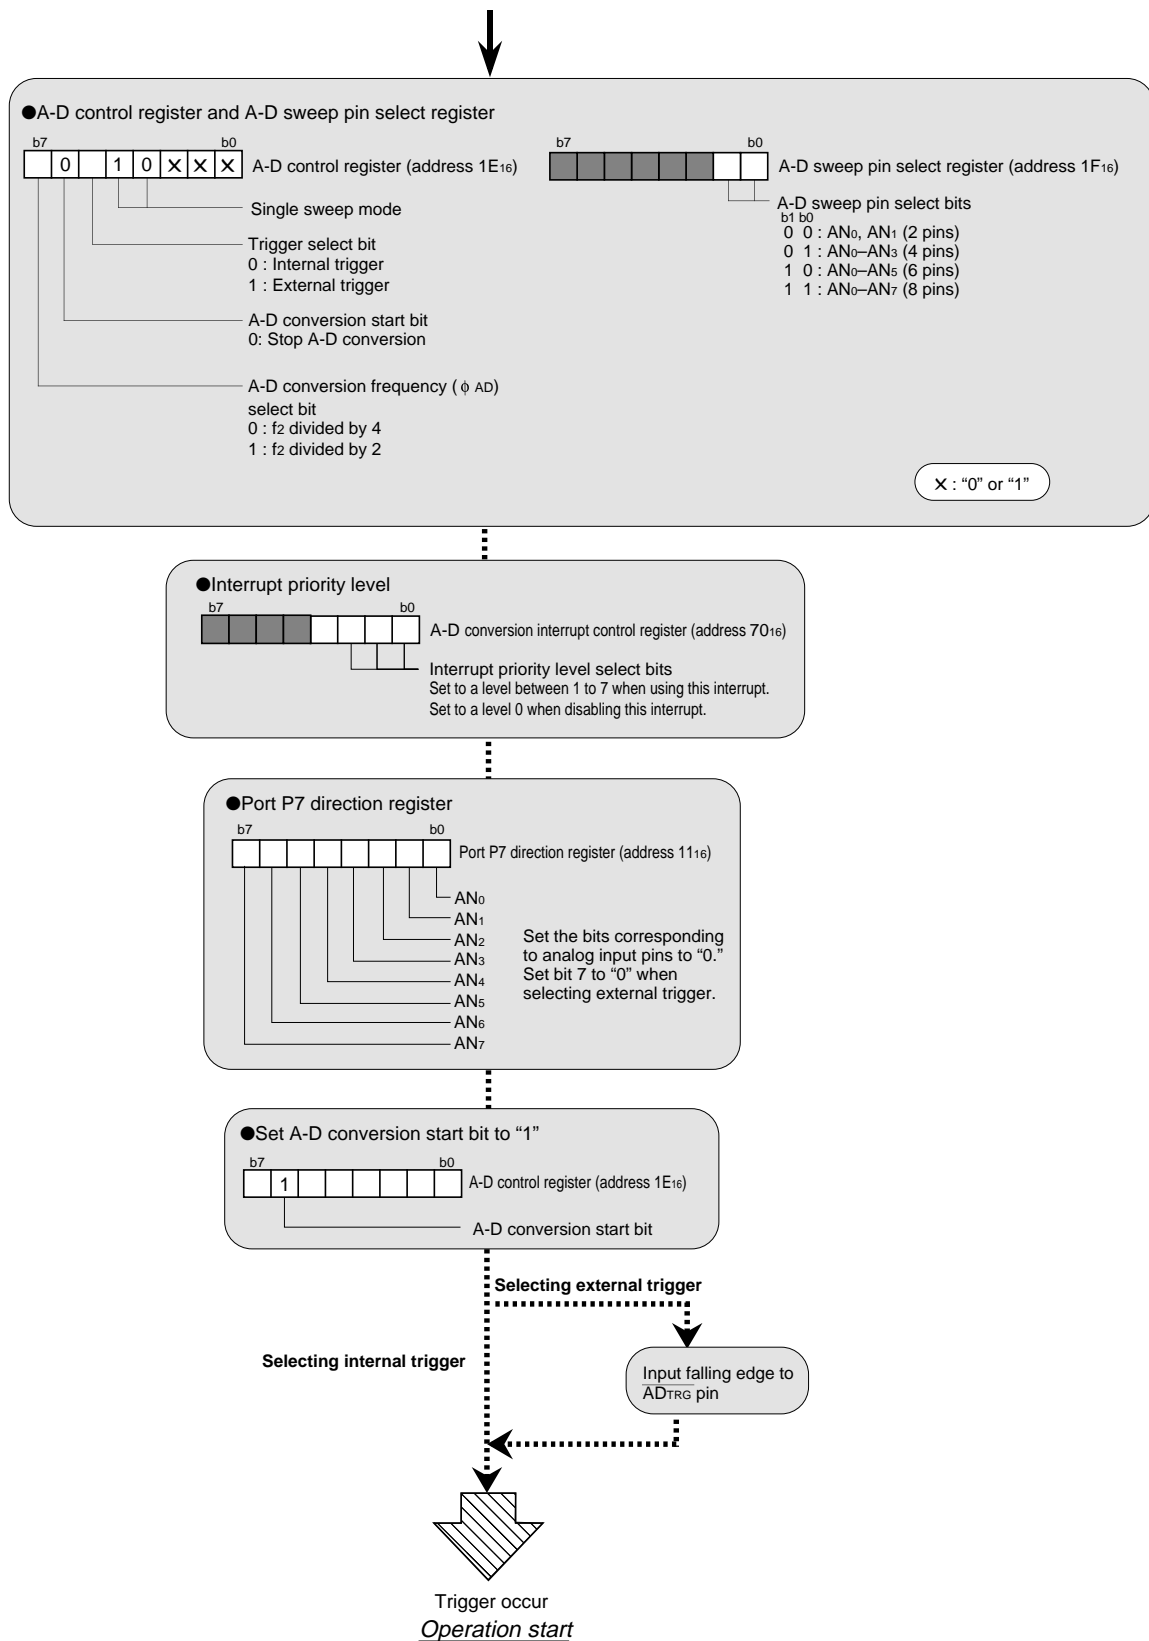 ●A-D control register and A-D sweep pin select register
b7 b0
0 1 0 × × × A-D control register (address 1E16)
Single sweep mode
Trigger select bit
0 : Internal trigger
1 : External trigger
A-D conversion start bit
0: Stop A-D conversion
A-D conversion frequency (ϕ AD)
select bit
0 : f2 divided by 4
1 : f2 divided by 2
b7 b0
A-D sweep pin select register (address 1F16)
A-D sweep pin select bits
b1 b0
0 0 : AN0, AN1 (2 pins)
0 1 : AN0–AN3 (4 pins)
1 0 : AN0–AN5 (6 pins)
1 1 : AN0–AN7 (8 pins)
× : “0” or “1”
●Interrupt priority level
b7 b0
A-D conversion interrupt control register (address 7016)
Interrupt priority level select bits
Set to a level between 1 to 7 when using this interrupt.
Set to a level 0 when disabling this interrupt.
●Port P7 direction register
b7 b0
Port P7 direction register (address 1116)
AN0
AN1
AN2
AN3
AN4
AN5
AN6
AN7
Set the bits corresponding
to analog input pins to “0.”
Set bit 7 to “0” when
selecting external trigger.
●Set A-D conversion start bit to “1”
b7 b0
1 A-D control register (address 1E16)
A-D conversion start bit
Selecting external trigger
Selecting internal trigger
Input falling edge to
ADTRG pin
Trigger occur
Operation start